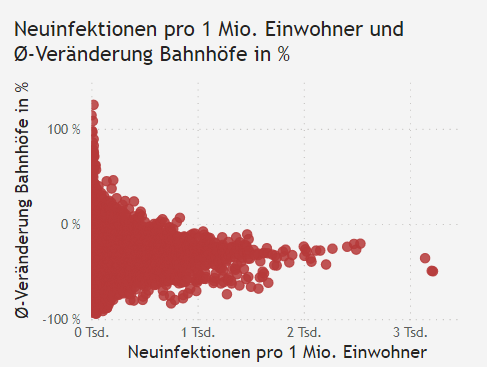 Neuinfektionen pro 1 Mio. Einwohner und
Ø-Veränderung Bahnhöfe in %
Ø-Veränderung Bahnhöfe in %
100 %
0 %
-100 %
0 Tsd.
1 Tsd.
2 Tsd.
3 Tsd.
Neuinfektionen pro 1 Mio. Einwohner